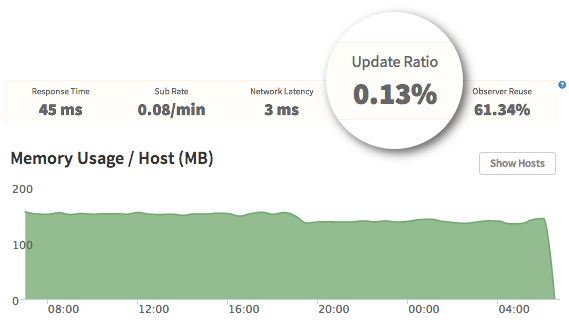 Response Time
45 ms
Sub Rate
0.08/min
Network Latency
3 ms
Update Ratio
0.13%
Observer Reuse
61.34%
?
Memory Usage / Host (MB)
Show Hosts
200
100
0
08:00
12:00
16:00
20:00
00:00
04:00